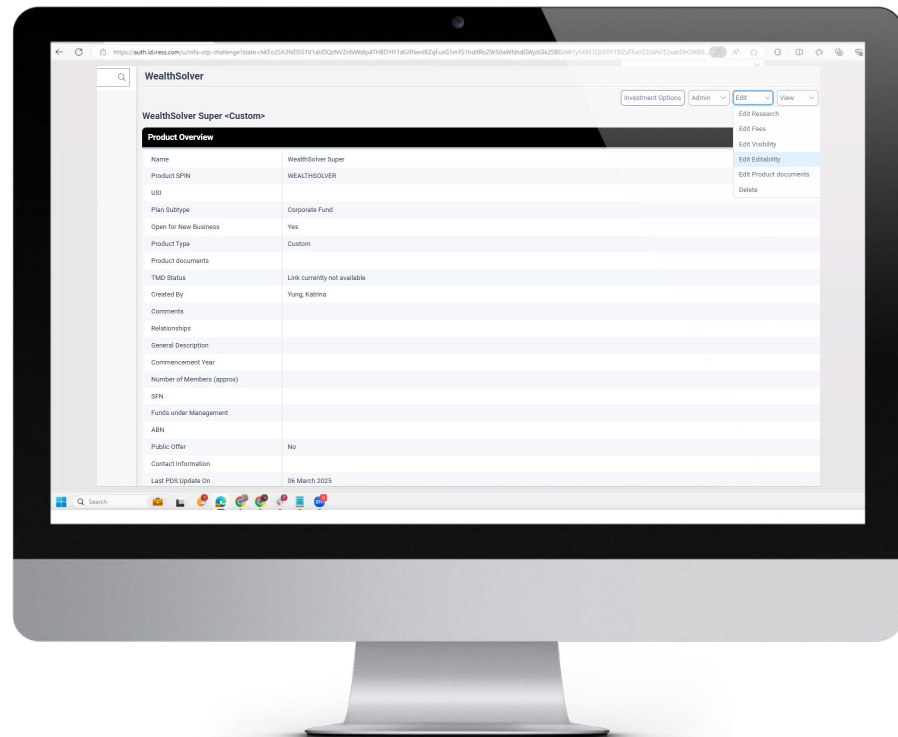 WealthSolver
Investment Options Admin Edit View
WealthSolver Super <Custom>
Edit Research
Edit Fees
Edit Visibility
Edit Editability
Edit Product documents
Delete
Product Overview
Name WealthSolver Super
Product SPIN WEALTHSOLVER
USI
Plan Subtype Corporate Fund
Open for New Business Yes
Product Type Custom
Product documents
TMD Status Link currently not available
Created By Yung, Katrina
Comments
Relationships
General Description
Commencement Year
Number of Members (approx)
SFN
Funds under Management
ABN
Public Offer No
Contact Information
Last PDS Update On 06 March 2025
Search